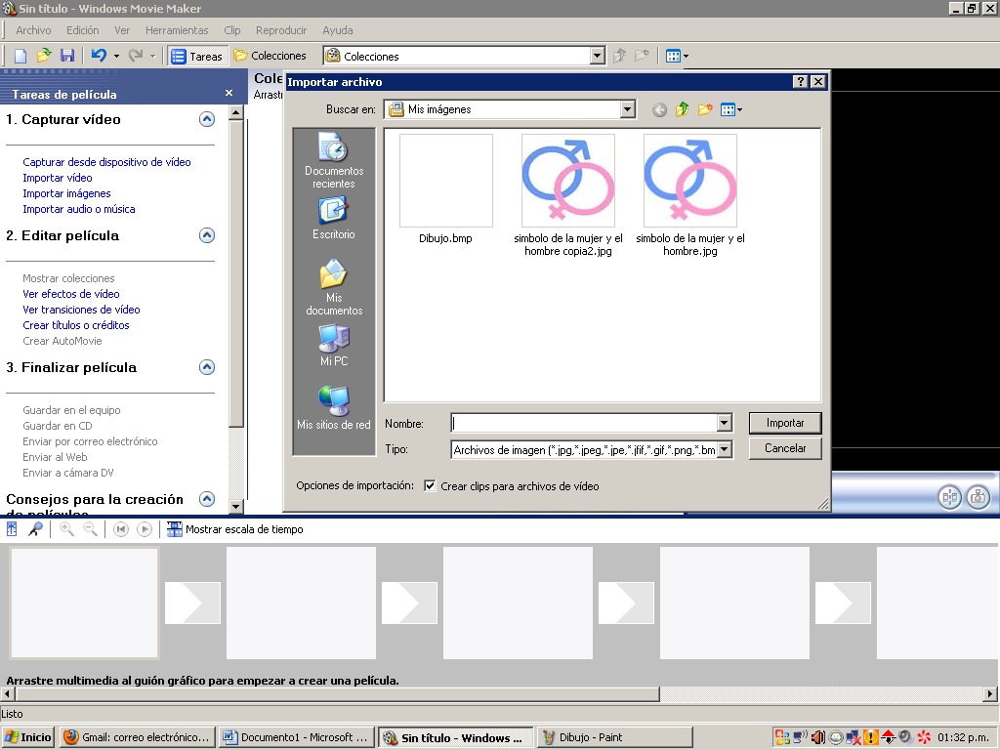 Sin título - Windows Movie Maker
Archivo Edición Ver Herramientas Clip Reproducir Ayuda
Tareas Colecciones Colecciones
Tareas de película
Importar archivo
Buscar en: Mis imágenes
1. Capturar vídeo
Capturar desde dispositivo de vídeo
Importar vídeo
Importar imágenes
Importar audio o música
2. Editar película
Mostrar colecciones
Ver efectos de vídeo
Ver transiciones de vídeo
Crear títulos o créditos
Crear AutoMovie
3. Finalizar película
Guardar en el equipo
Guardar en CD
Enviar por correo electrónico
Enviar al Web
Enviar a cámara DV
Consejos para la creación
Documentos
recientes
Escritorio
Mis
documentos
Mi PC
Mis sitios de red
Dibujo.bmp
simbolo de la mujer y el
hombre copia2.jpg
simbolo de la mujer y el
hombre.jpg
Nombre:
Importar
Tipo: Archivos de imagen (*.jpg,*.jpeg,*.jpe,*.jfif,*.gif,*.png,*.bm
Cancelar
Opciones de importación: Crear clips para archivos de vídeo
Mostrar escala de tiempo
Arrastre multimedia al guión gráfico para empezar a crear una película.
Listo
Inicio Gmail: correo electrónico... Documento1 - Microsoft ... Sin título - Windows ... Dibujo - Paint 01:32 p.m.